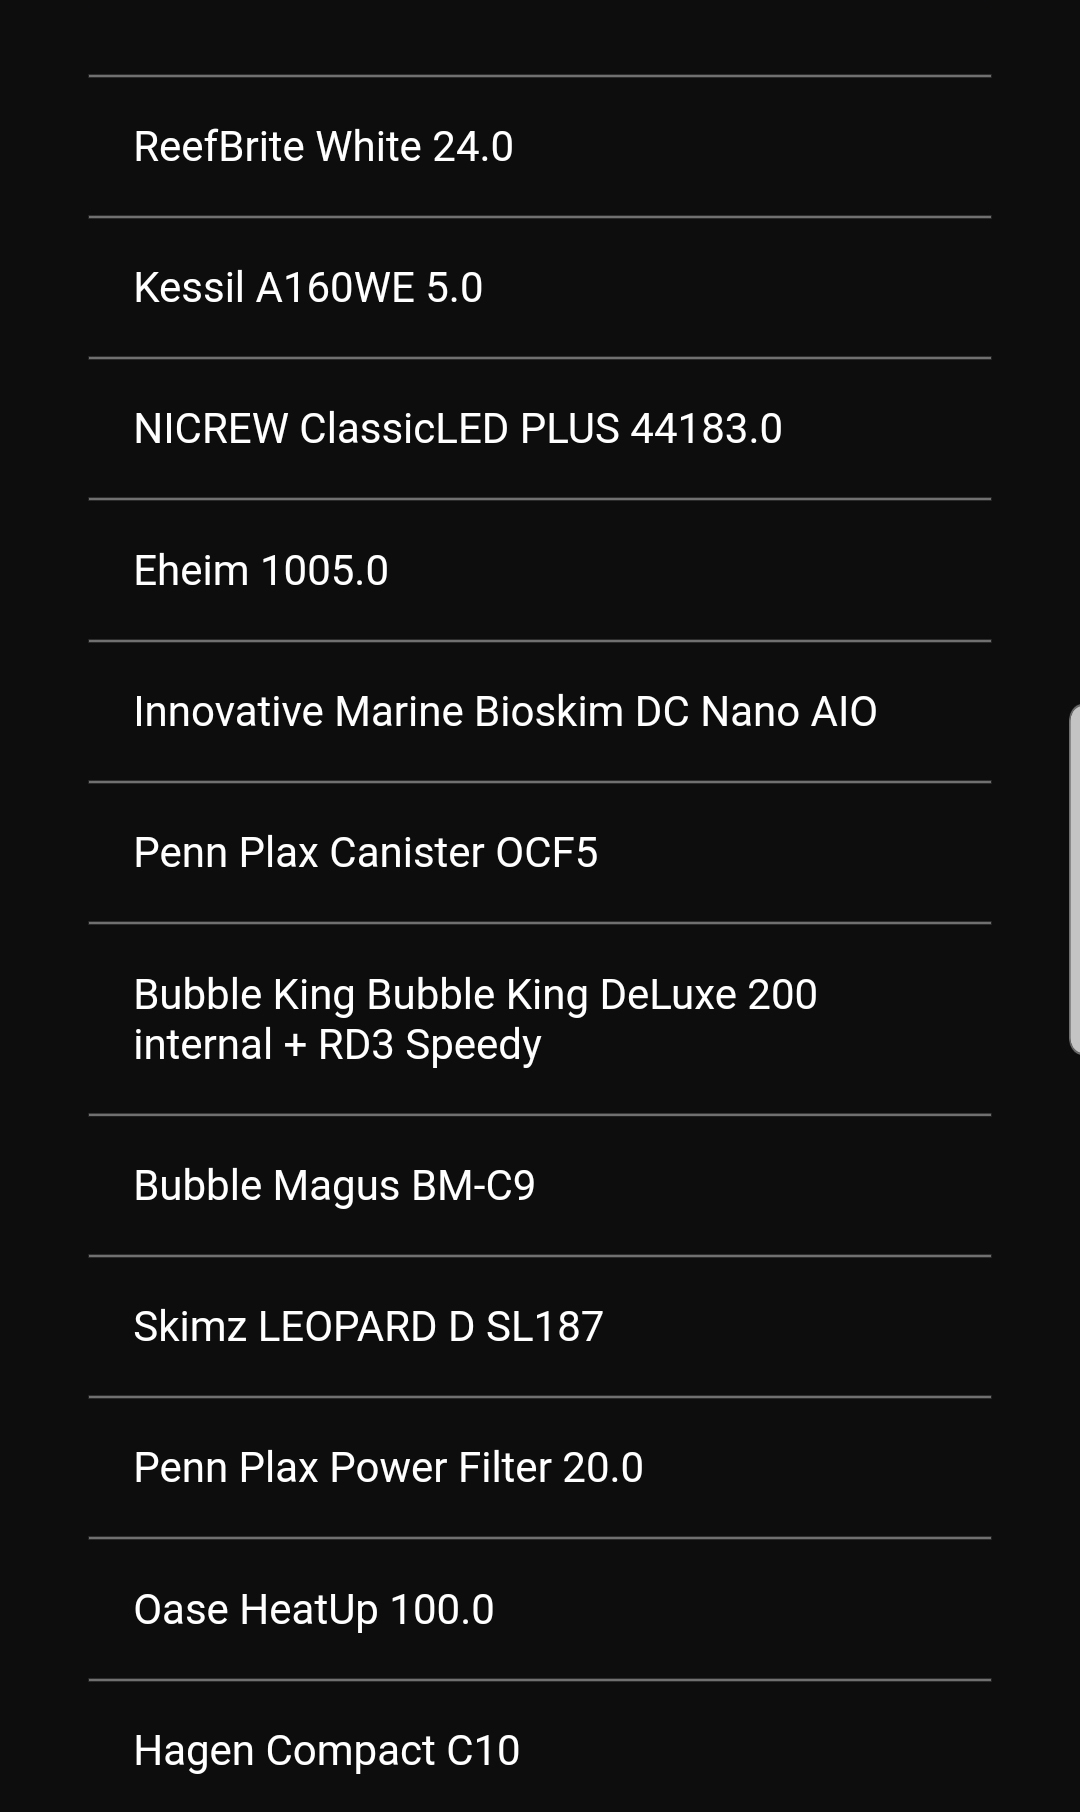 ReefBrite White 24.0
Kessil A160WE 5.0
NICREW ClassicLED PLUS 44183.0
Eheim 1005.0
Innovative Marine Bioskim DC Nano AIO
Penn Plax Canister OCF5
Bubble King Bubble King DeLuxe 200
internal + RD3 Speedy
Bubble Magus BM-C9
Skimz LEOPARD D SL187
Penn Plax Power Filter 20.0
Oase HeatUp 100.0
Hagen Compact C10